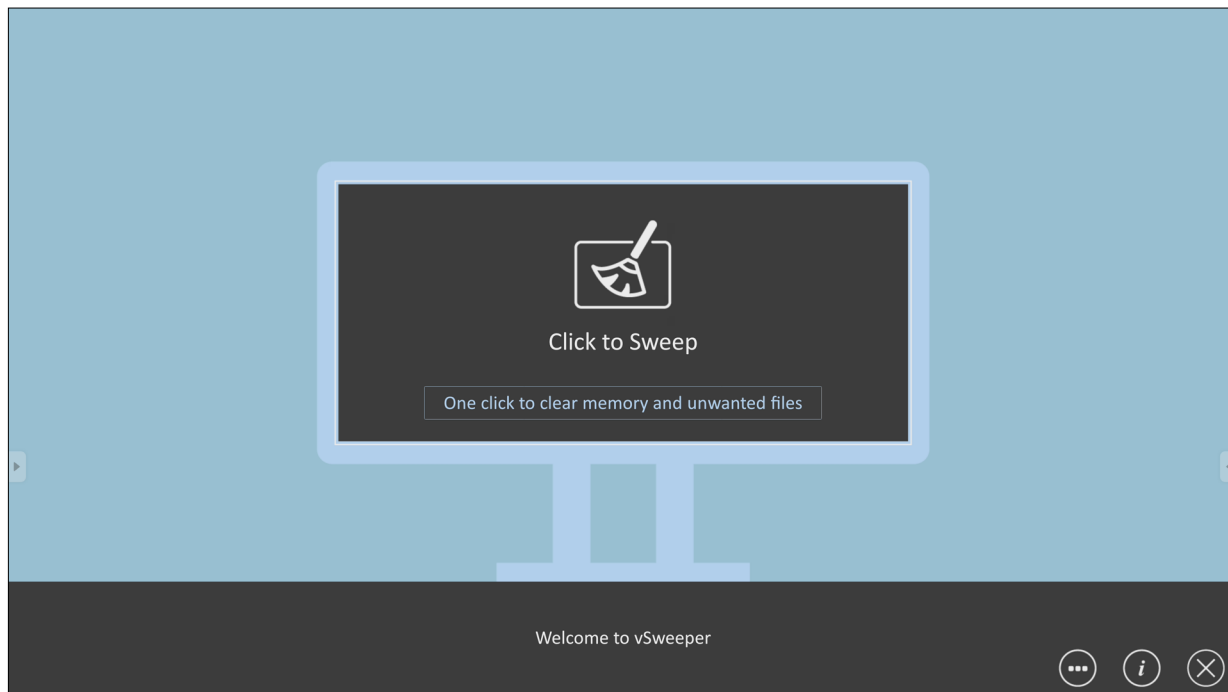 Click to Sweep
One click to clear memory and unwanted files
Welcome to vSweeper
i